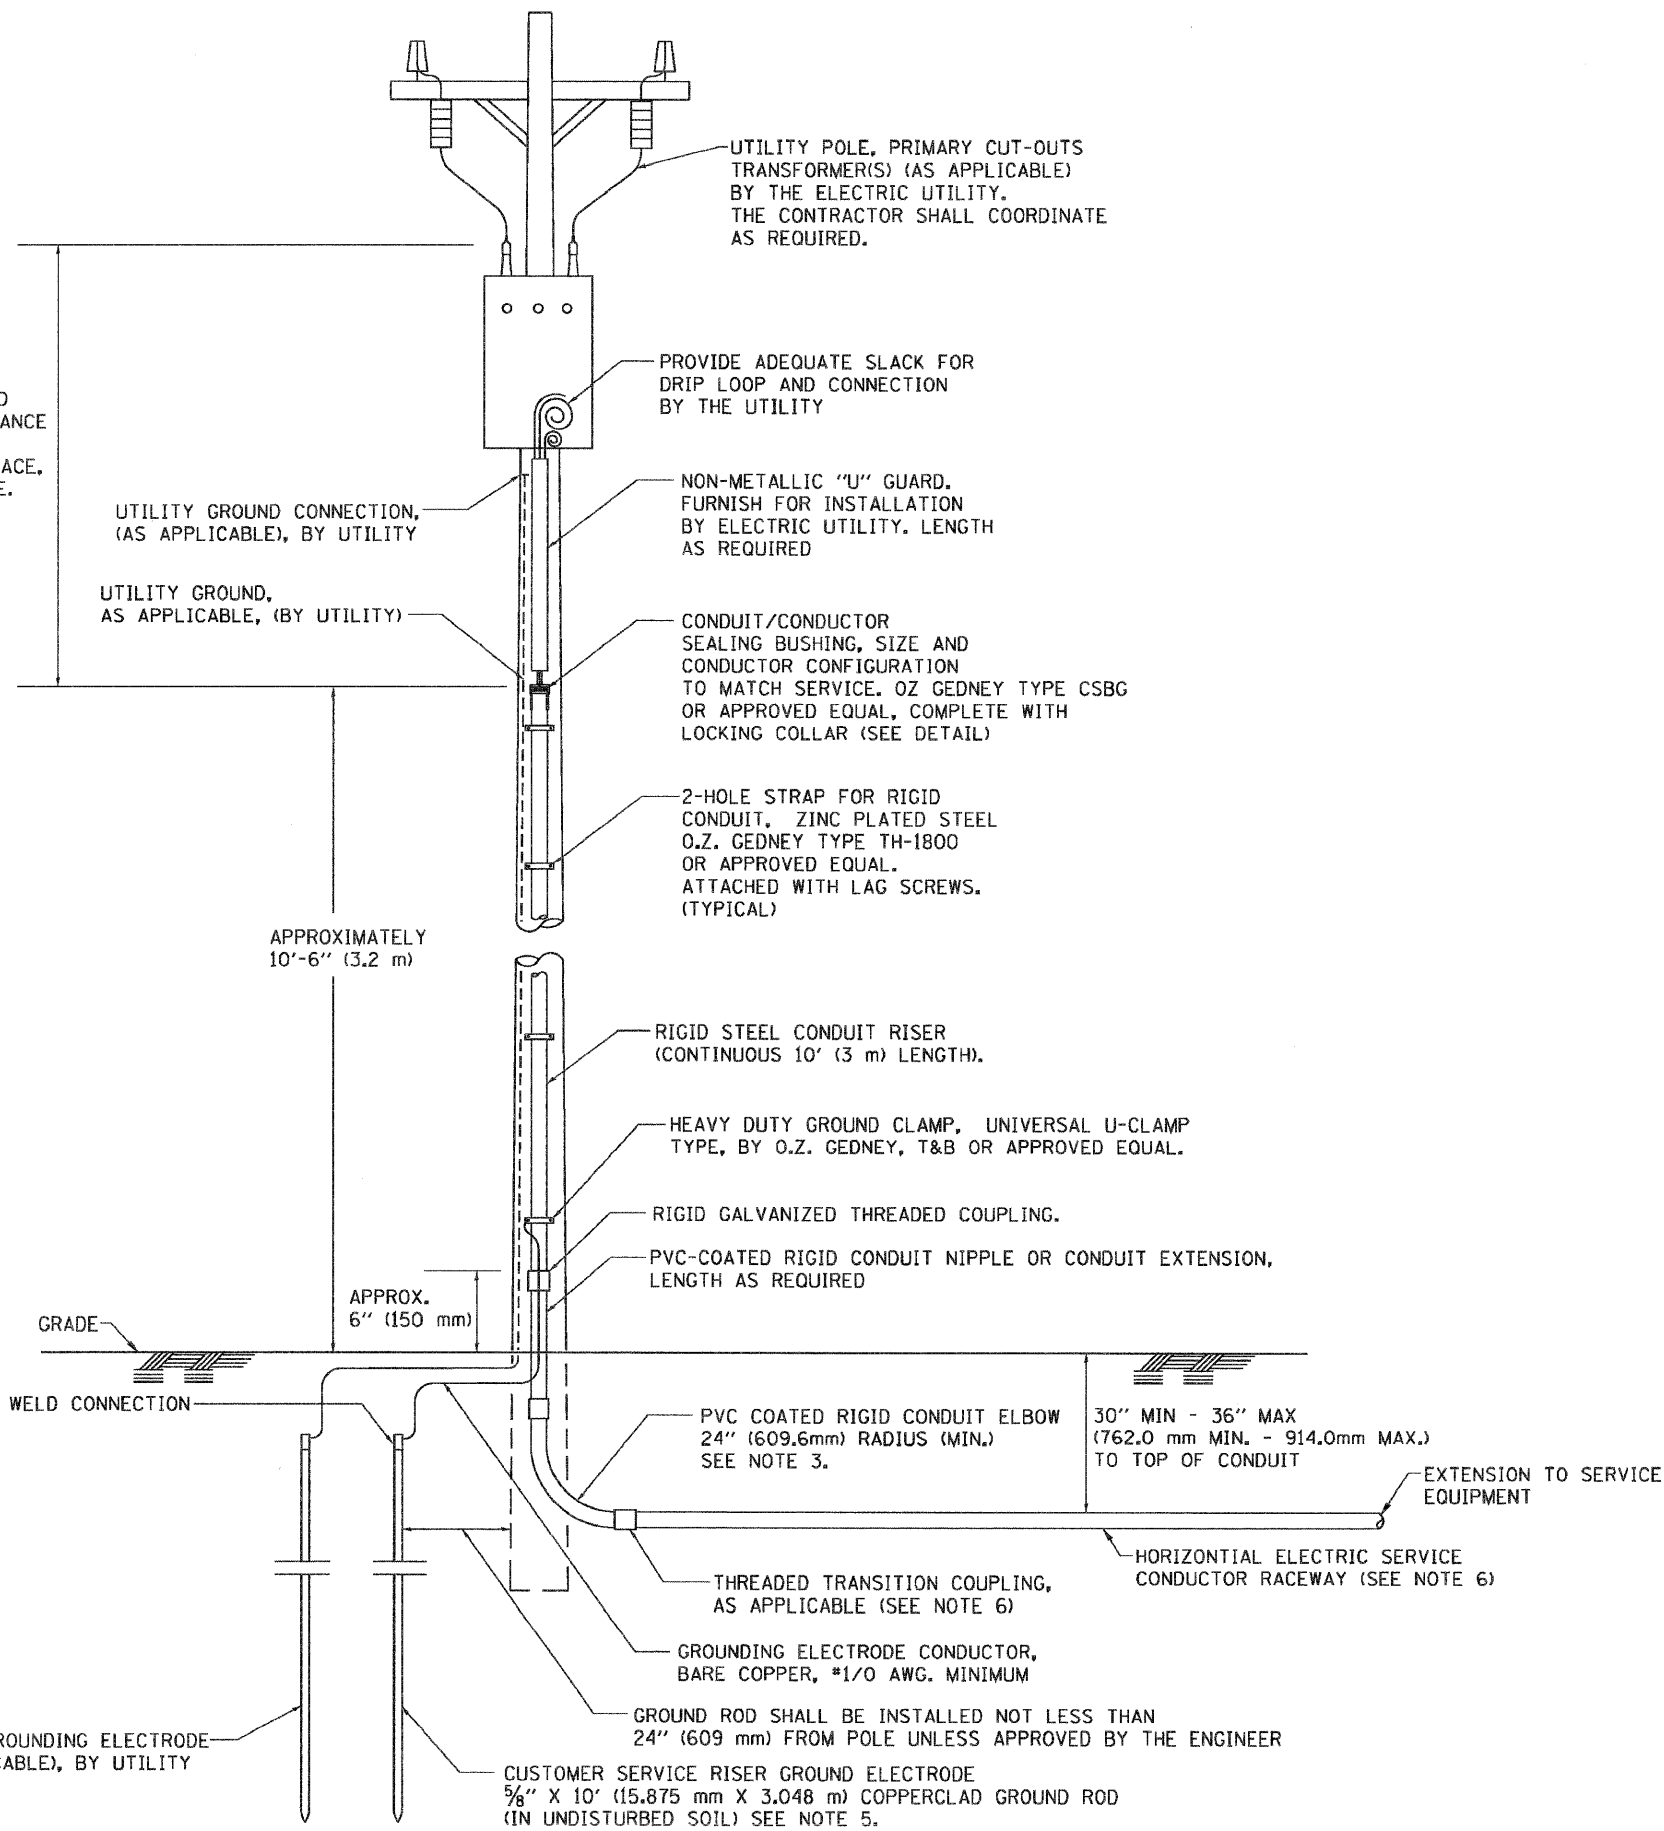 UTILITY POLE, PRIMARY CUT-OUTS
TRANSFORMER(S) (AS APPLICABLE)
BY THE ELECTRIC UTILITY.
THE CONTRACTOR SHALL COORDINATE
AS REQUIRED.
PROVIDE ADEQUATE SLACK FOR
DRIP LOOP AND CONNECTION
BY THE UTILITY
ACE,
UTILITY GROUND CONNECTION,
(AS APPLICABLE), BY UTILITY
NON-METALLIC "U" GUARD.
FURNISH FOR INSTALLATION
BY ELECTRIC UTILITY. LENGTH
AS REQUIRED
UTILITY GROUND,
AS APPLICABLE, (BY UTILITY)
CONDUIT/CONDUCTOR
SEALING BUSHING, SIZE AND
CONDUCTOR CONFIGURATION
TO MATCH SERVICE. OZ GEDNEY TYPE CSBG
OR APPROVED EQUAL, COMPLETE WITH
LOCKING COLLAR (SEE DETAIL)
2-HOLE STRAP FOR RIGID
CONDUIT. ZINC PLATED STEEL
O.Z. GEDNEY TYPE TH-1800
OR APPROVED EQUAL.
ATTACHED WITH LAG SCREWS.
(TYPICAL)
APPROXIMATELY
10'-6" (3.2 m)
RIGID STEEL CONDUIT RISER
(CONTINUOUS 10' (3 m) LENGTH).
HEAVY DUTY GROUND CLAMP, UNIVERSAL U-CLAMP
TYPE, BY O.Z. GEDNEY, T&B OR APPROVED EQUAL.
RIGID GALVANIZED THREADED COUPLING.
PVC-COATED RIGID CONDUIT NIPPLE OR CONDUIT EXTENSION,
LENGTH AS REQUIRED
APPROX.
6" (150 mm)
GRADE
WELD CONNECTION
PVC COATED RIGID CONDUIT ELBOW
24" (609.6mm) RADIUS (MIN.)
SEE NOTE 3.
30" MIN - 36" MAX
(762.0 mm MIN. - 914.0mm MAX.)
TO TOP OF CONDUIT
EXTENSION TO SERVICE
EQUIPMENT
HORIZONTIAL ELECTRIC SERVICE
CONDUCTOR RACEWAY (SEE NOTE 6)
THREADED TRANSITION COUPLING,
AS APPLICABLE (SEE NOTE 6)
GROUNDING ELECTRODE CONDUCTOR,
BARE COPPER, #1/0 AWG. MINIMUM
GROUND ROD SHALL BE INSTALLED NOT LESS THAN
24" (609 mm) FROM POLE UNLESS APPROVED BY THE ENGINEER
ROUNDING ELECTRODE
CABLE), BY UTILITY
CUSTOMER SERVICE RISER GROUND ELECTRODE
5/8" X 10' (15.875 mm X 3.048 m) COPPERCLAD GROUND ROD
(IN UNDISTURBED SOIL) SEE NOTE 5.